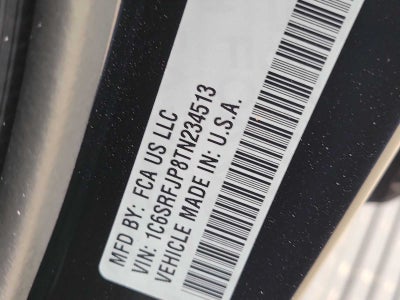 MFD BY: FCA US LLC
VIN: 1C6SRFJP8TN234513
VEHICLE MADE IN: U.S.A.